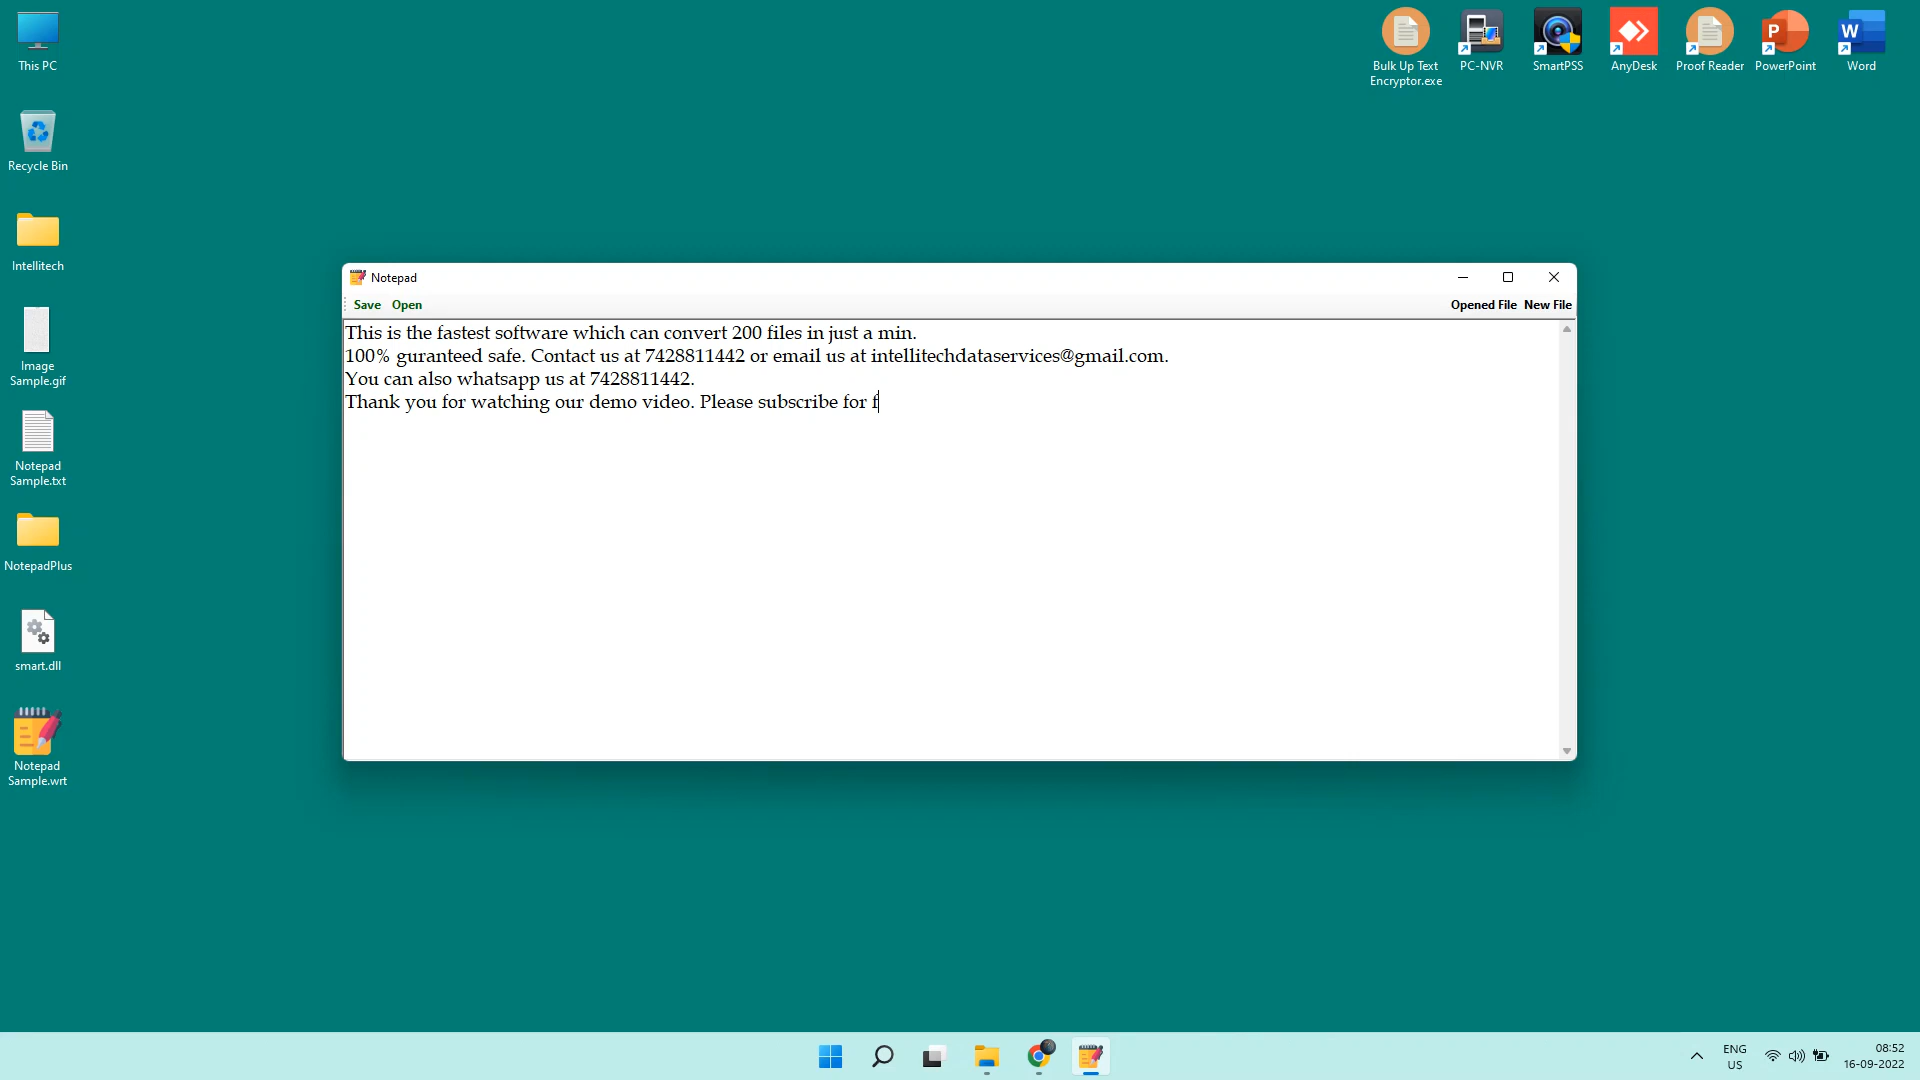 This PC
Recycle Bin
Intellitech
Image
Sample.gif
Notepad
Sample.txt
NotepadPlus
smart.dll
Notepad
Sample.wrt
Bulk Up Text
Encryptor.exe
PC-NVR
SmartPSS
AnyDesk
Proof Reader
PowerPoint
Word
Notepad
Save Open
Opened File New File
This is the fastest software which can convert 200 files in just a min.
100% guranteed safe. Contact us at 7428811442 or email us at intellitechdataservices@gmail.com.
You can also whatsapp us at 7428811442.
Thank you for watching our demo video. Please subscribe for f
ENG
US
08:52
16-09-2022